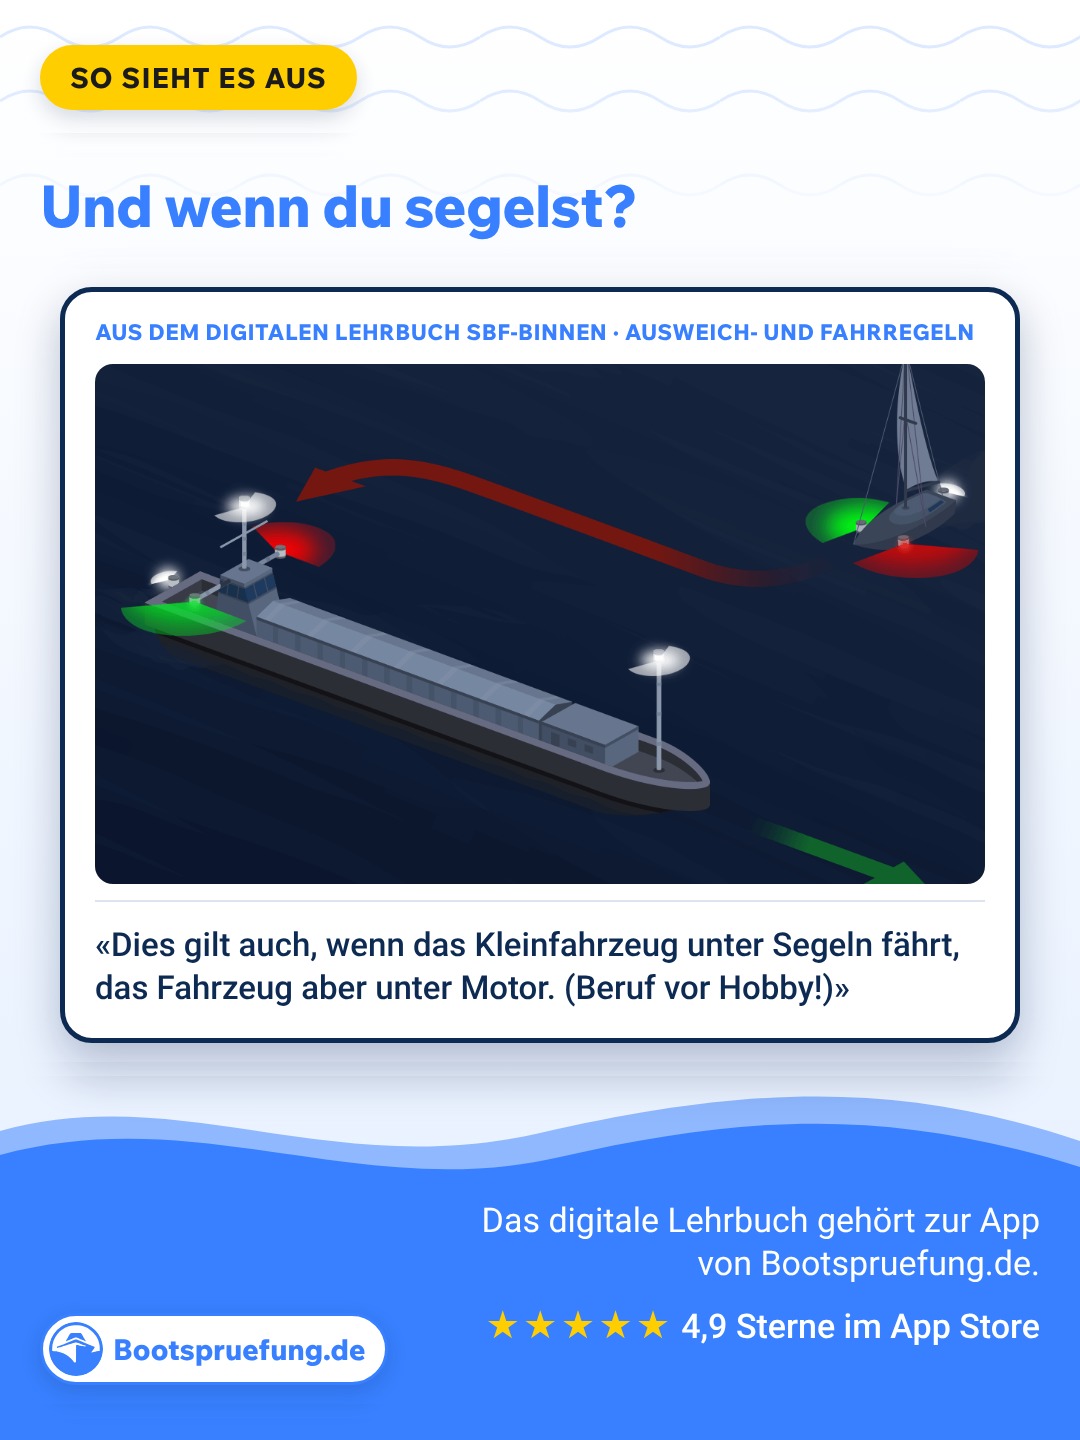 SO SIEHT ES AUS
Und wenn du segelst?
AUS DEM DIGITALEN LEHRBUCH SBF-BINNEN · AUSWEICH- UND FAHRREGELN
«Dies gilt auch, wenn das Kleinfahrzeug unter Segeln fährt,
das Fahrzeug aber unter Motor. (Beruf vor Hobby!)»
Das digitale Lehrbuch gehört zur App
von Bootspruefung.de.
★★★★★ 4,9 Sterne im App Store
Bootspruefung.de